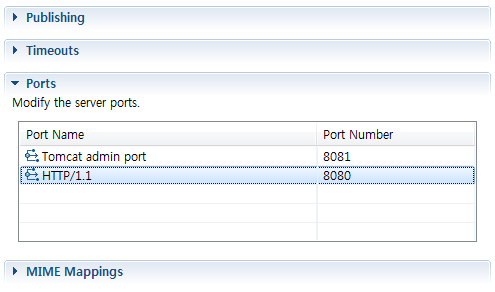 Publishing
Timeouts
Ports
Modify the server ports.
Port Name Port Number
Tomcat admin port 8081
HTTP/1.1 8080
MIME Mappings